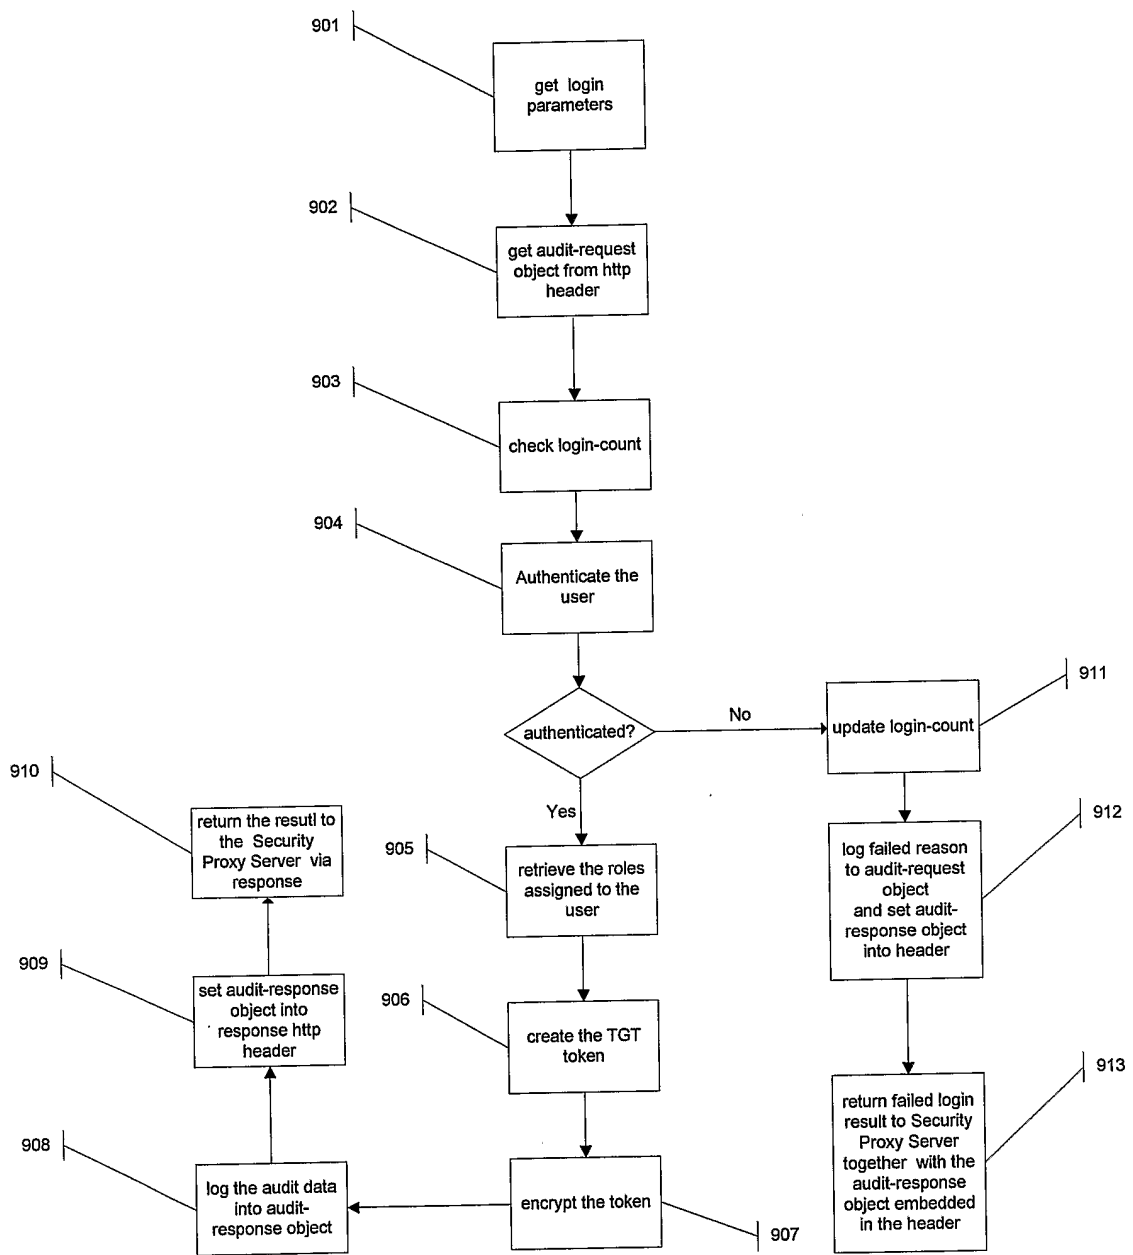 901
get login
parameters
902
get audit-request
object from http
header
903
check login-count
904
Authenticate the
user
authenticated?
No
update login-count
911
Yes
910
return the resutl to
the Security
Proxy Server via
response
905
retrieve the roles
assigned to the
user
log failed reason
to audit-request
object
and set audit-
response object
into header
912
909
set audit-response
object into
response http
header
906
create the TGT
token
return failed login
result to Security
Proxy Server
together with the
audit-response
object embedded
in the header
913
908
log the audit data
into audit-
response object
encrypt the token
907